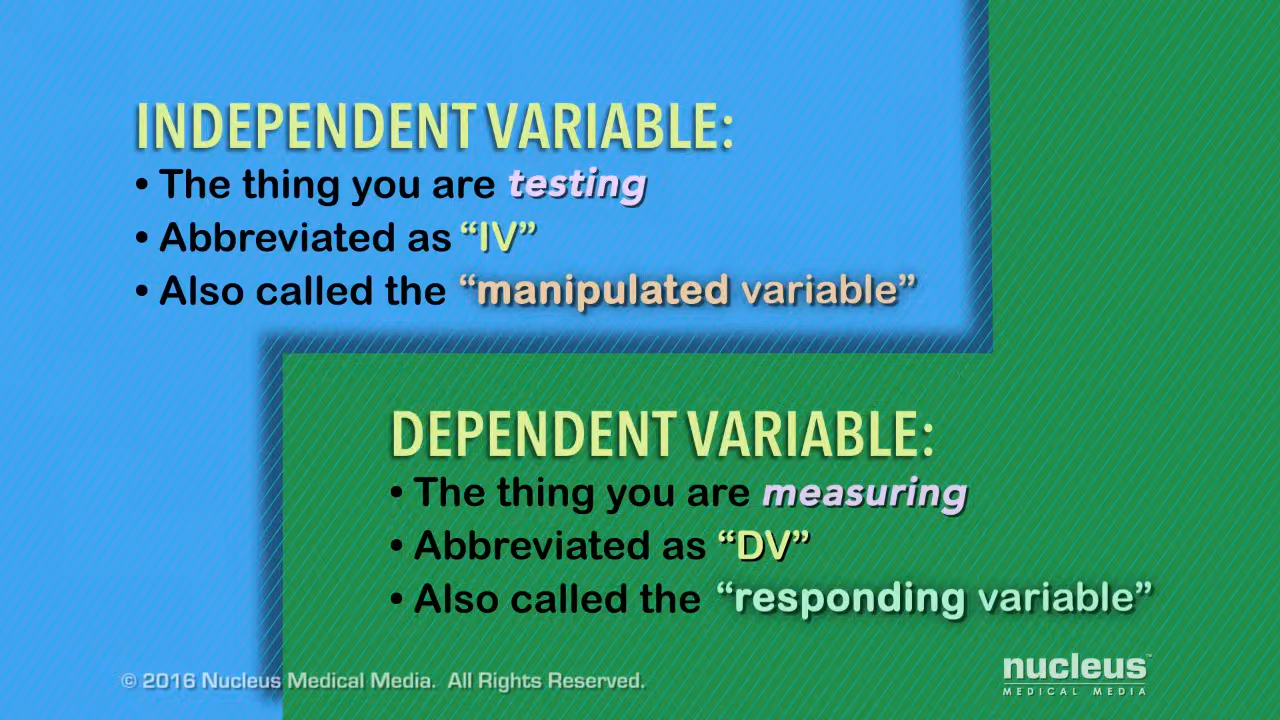 INDEPENDENT VARIABLE:
• The thing you are testing
• Abbreviated as “IV”
• Also called the “manipulated variable”
DEPENDENT VARIABLE:
• The thing you are measuring
• Abbreviated as “DV”
• Also called the “responding variable”
© 2016 Nucleus Medical Media. All Rights Reserved.
nucleus™
MEDICAL MEDIA